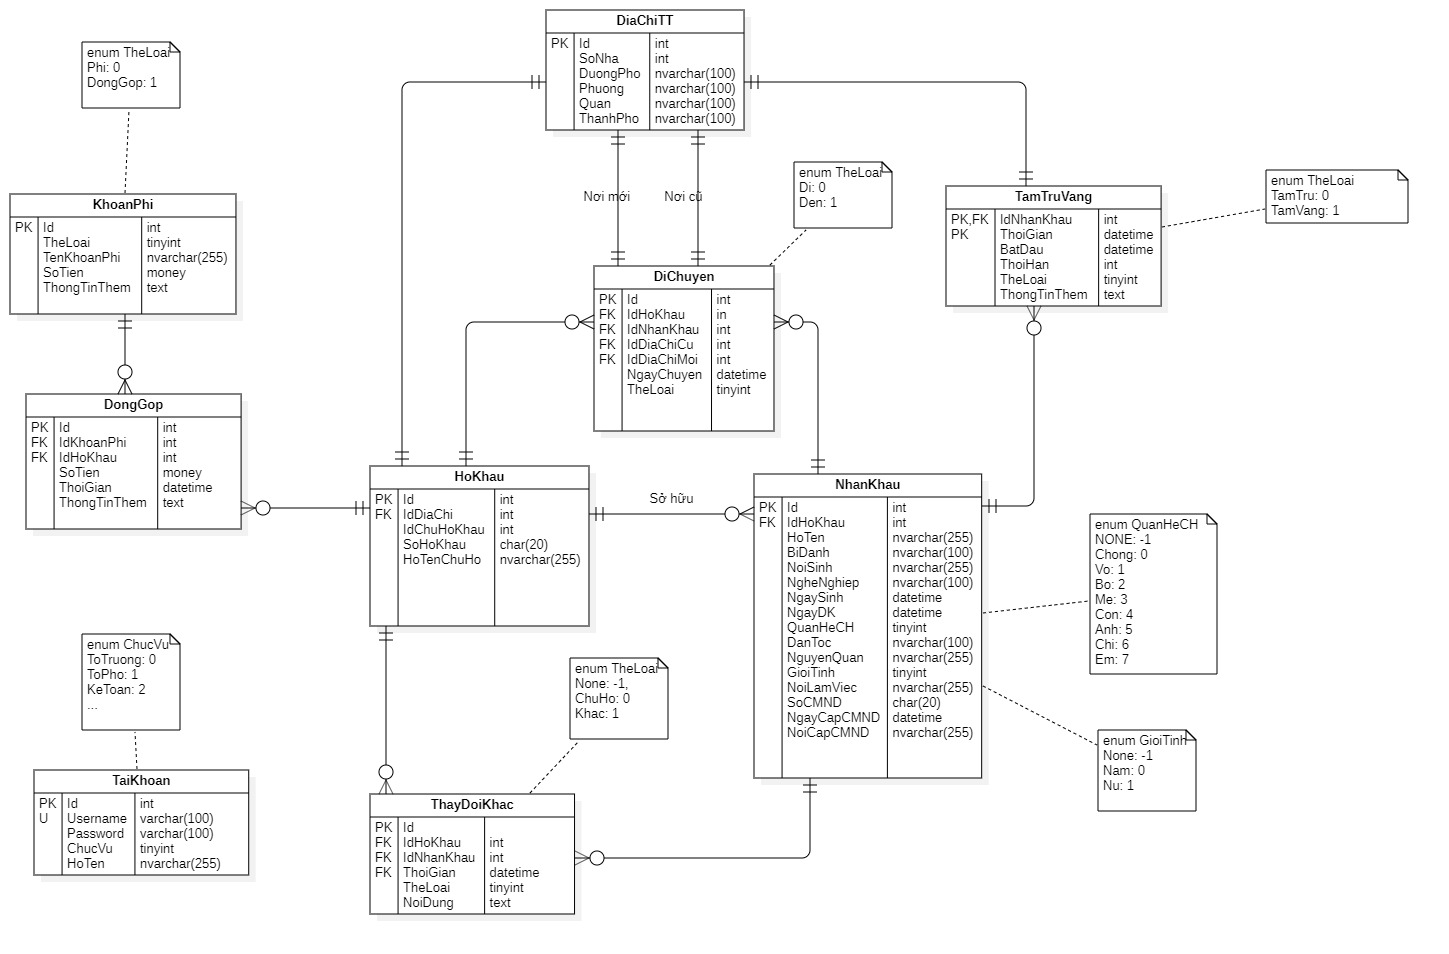 DiaChiTT
PK Id int
SoNha int
DuongPho nvarchar(100)
Phuong nvarchar(100)
Quan nvarchar(100)
ThanhPho nvarchar(100)
enum TheLoai
Phi: 0
DongGop: 1
Nơi mới
Nơi cũ
enum TheLoai
Di: 0
Den: 1
enum TheLoai
TamTru: 0
TamVang: 1
KhoanPhi
PK Id int
TheLoai tinyint
TenKhoanPhi nvarchar(255)
SoTien money
ThongTinThem text
TamTruVang
PK,FK IdNhanKhau int
PK ThoiGian datetime
BatDau datetime
ThoiHan int
TheLoai tinyint
ThongTinThem text
DiChuyen
PK Id int
FK IdHoKhau in
FK IdNhanKhau int
FK IdDiaChiCu int
FK IdDiaChiMoi int
NgayChuyen datetime
TheLoai tinyint
DongGop
PK Id int
FK IdKhoanPhi int
FK IdHoKhau int
SoTien money
ThoiGian datetime
ThongTinThem text
HoKhau
PK Id int
FK IdDiaChi int
IdChuHoKhau int
SoHoKhau char(20)
HoTenChuHo nvarchar(255)
Sở hữu
NhanKhau
PK Id int
FK IdHoKhau int
HoTen nvarchar(255)
BiDanh nvarchar(100)
NoiSinh nvarchar(255)
NgheNghiep nvarchar(100)
NgaySinh datetime
NgayDK datetime
QuanHeCH tinyint
DanToc nvarchar(100)
NguyenQuan nvarchar(255)
GioiTinh tinyint
NoiLamViec nvarchar(255)
SoCMND char(20)
NgayCapCMND datetime
NoiCapCMND nvarchar(255)
enum QuanHeCH
NONE: -1
Chong: 0
Vo: 1
Bo: 2
Me: 3
Con: 4
Anh: 5
Chi: 6
Em: 7
enum ChucVu
ToTruong: 0
ToPho: 1
KeToan: 2
...
enum TheLoai
None: -1,
ChuHo: 0
Khac: 1
enum GioiTinh
None: -1
Nam: 0
Nu: 1
TaiKhoan
PK Id int
U Username varchar(100)
Password varchar(100)
ChucVu tinyint
HoTen nvarchar(255)
ThayDoiKhac
PK Id
FK IdHoKhau int
FK IdNhanKhau int
FK ThoiGian datetime
TheLoai tinyint
NoiDung text